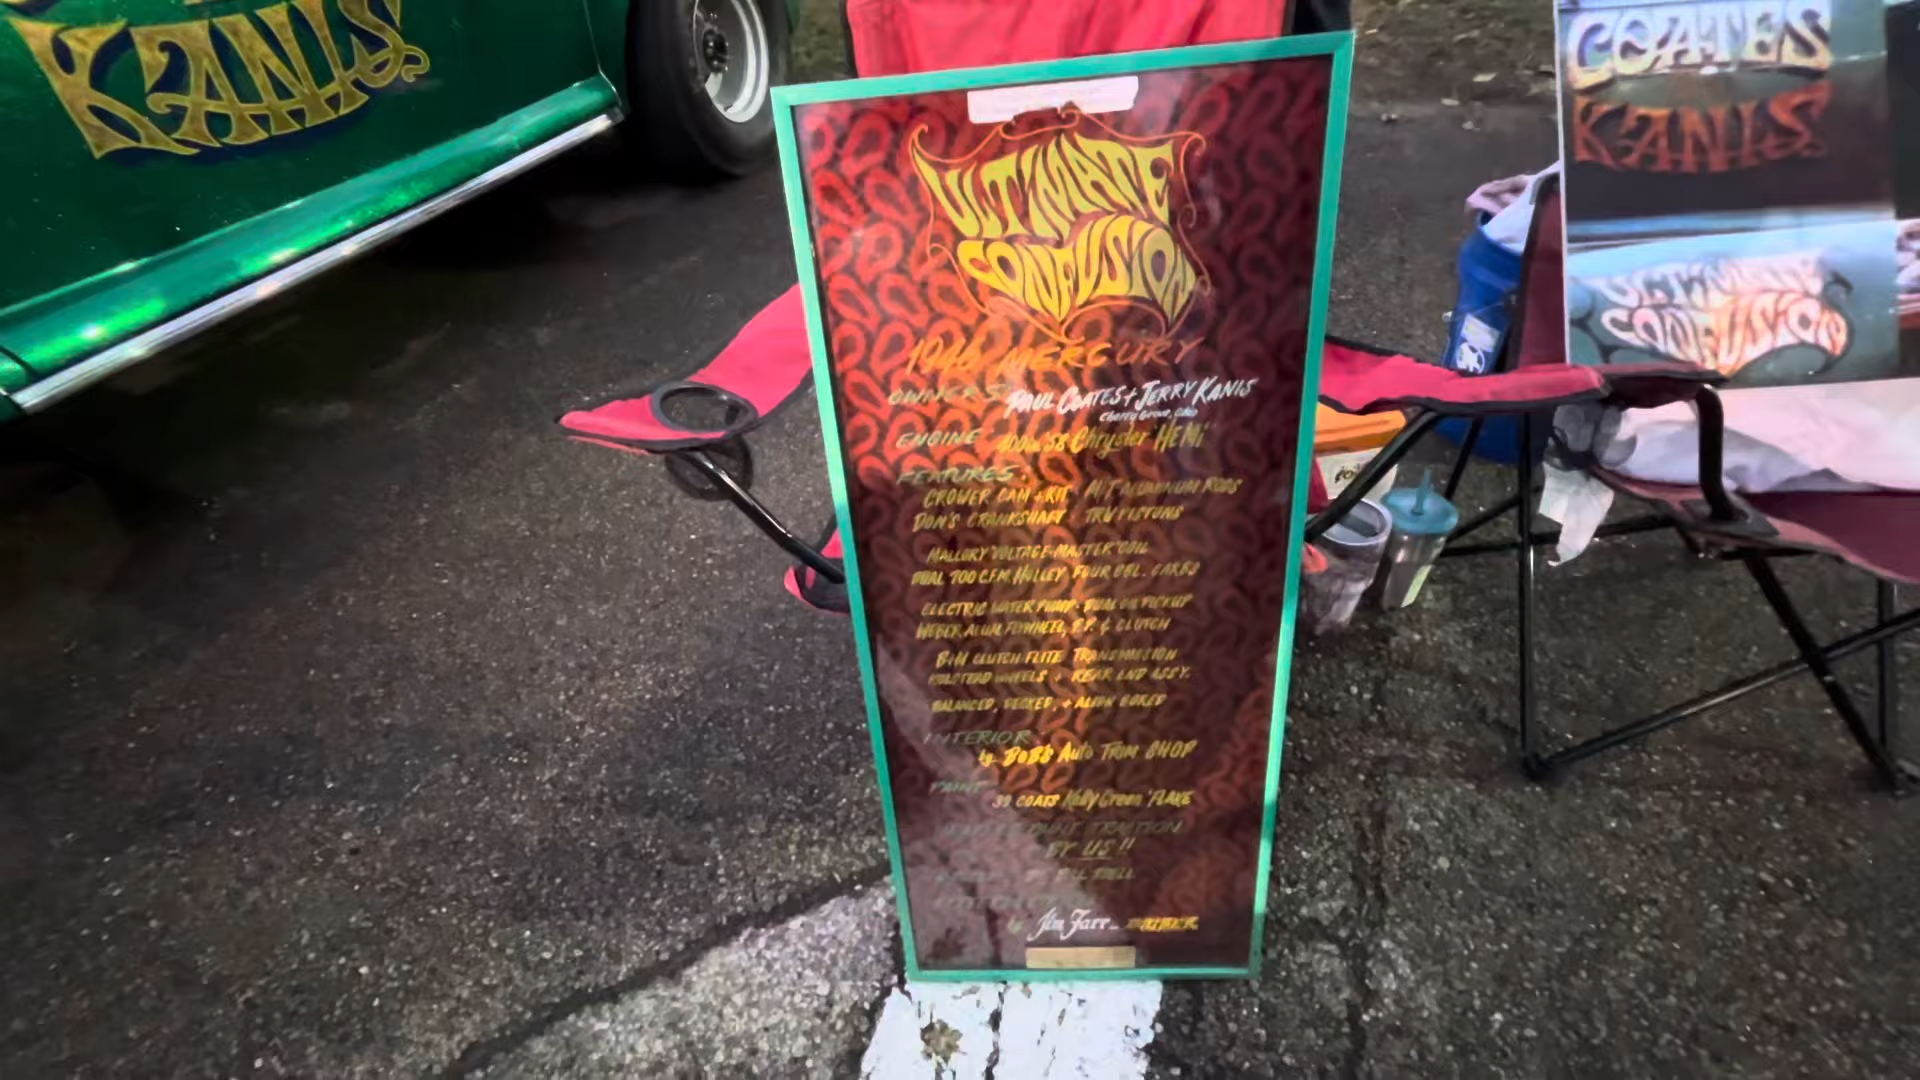 KANIS
ULTIMATE
CONFUSION
1946 MERCURY
OWNERS PAUL COATES + JERRY KANIS
Cherry Grove, Ohio
ENGINE 400in '58 Chrysler 'HEMI'
FEATURES:
CROWER CAM + KIT · M/T ALUMINUM RODS
DON'S CRANKSHAFT · TRW PISTONS
MALLORY 'VOLTAGE-MASTER' COIL
DUAL 700 C.F.M. HOLLEY FOUR BBL. CARBS
ELECTRIC WATER PUMP · DUAL OIL PICKUP
WEBER ALUM FLYWHEEL, P.P. & CLUTCH
B+M CLUTCH FLITE TRANSMISSION
HOLSTEAD WHEELS + REAR END ASSY.
BALANCED, DECKED, + ALIGN BORED
INTERIOR
by BOB'S Auto TRIM SHOP
PAINT 39 COATS Kelly Green 'FLAKE
BY US!!
by Jim Farr
COATES
KANIS
ULTIMATE
CONFUSION